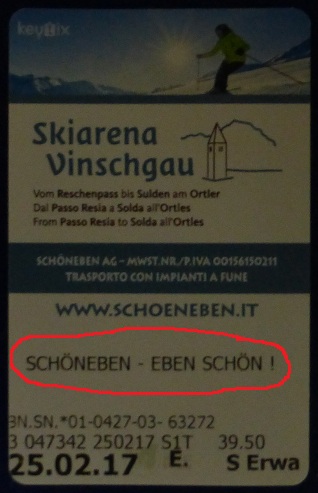 keytix
Skiarena
Vinschgau
Vom Reschenpass bis Sulden am Ortler
Dal Passo Resia a Solda all'Ortles
From Passo Resia to Solda all'Ortles
SCHÖNEBEN AG - MWST.NR./P.IVA 00156150211
TRASPORTO CON IMPIANTI A FUNE
WWW.SCHOENEBEN.IT
SCHÖNEBEN - EBEN SCHÖN !
BN.SN.*01-0427-03- 63272
3 047342 250217 S1T 39.50
25.02.17 E. S Erwa